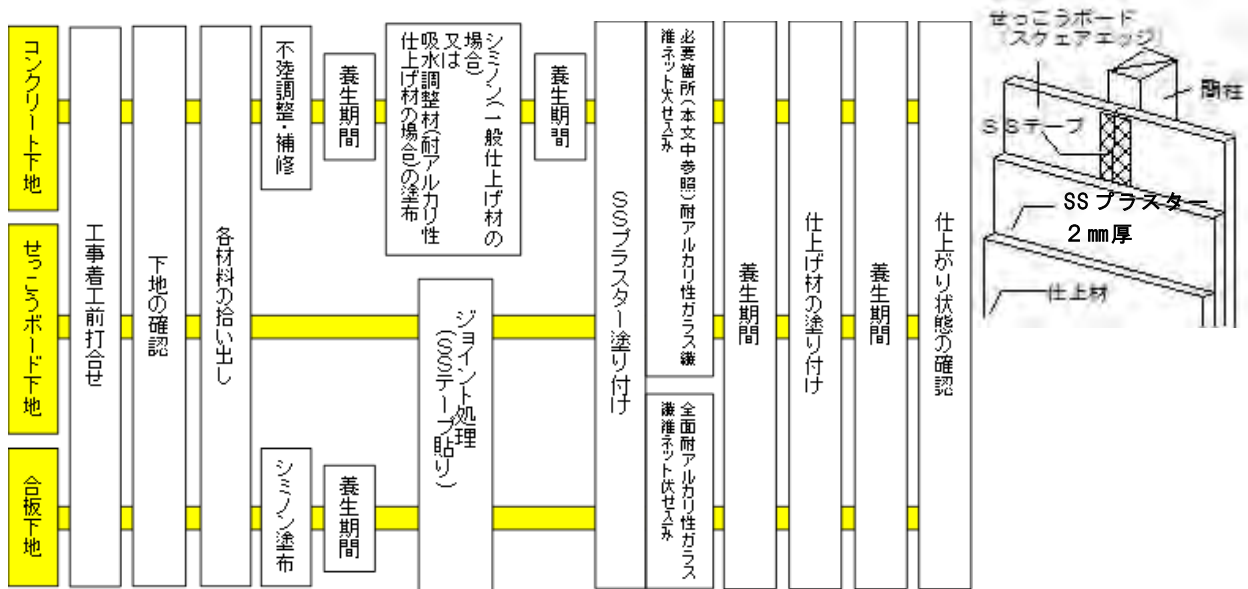 コンクリート下地
せっこうボード下地
合板下地
工事着工前打合せ
下地の確認
各材料の拾い出し
不陸調整・補修
養生期間
シミノン(一般仕上げ材の
場合)
又は
吸水調整材(耐アルカリ性
仕上げ材の場合)の塗布
養生期間
シミノン塗布
養生期間
ジョイント処理
(SSテープ貼り)
SSプラスター塗り付け
必要箇所(本文中参照)耐アルカリ性ガラス繊
維ネット伏せ込み
全面耐アルカリ性ガラス
繊維ネット伏せ込み
養生期間
仕上げ材の塗り付け
養生期間
仕上がり状態の確認
せっこうボード
(スクェアエッジ)
間柱
SSテープ
SSプラスター
2㎜厚
仕上材